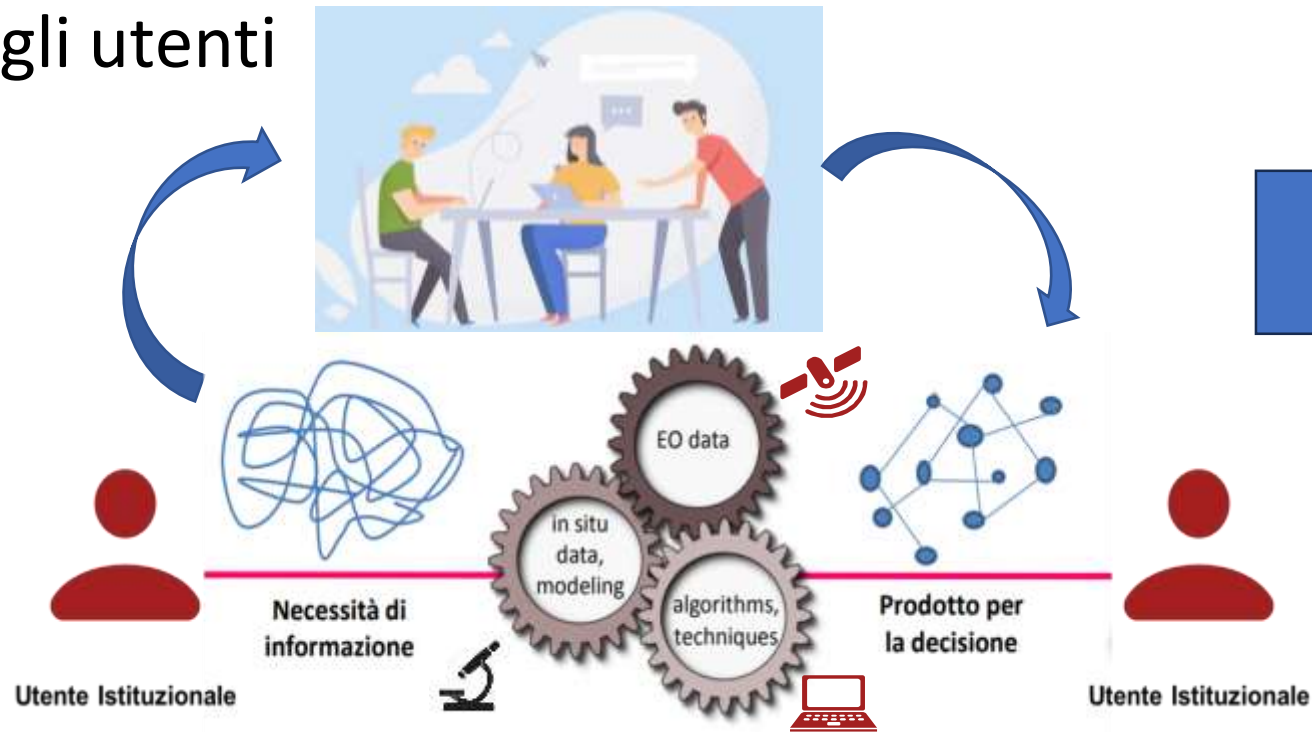 gli utenti
EO data
in situ
data,
modeling
algorithms,
techniques
Necessità di
informazione
Prodotto per
la decisione
Utente Istituzionale
Utente Istituzionale